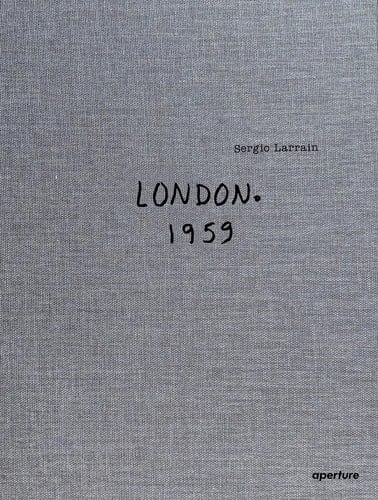 Sergio Larrain
LONDON.
1959
aperture